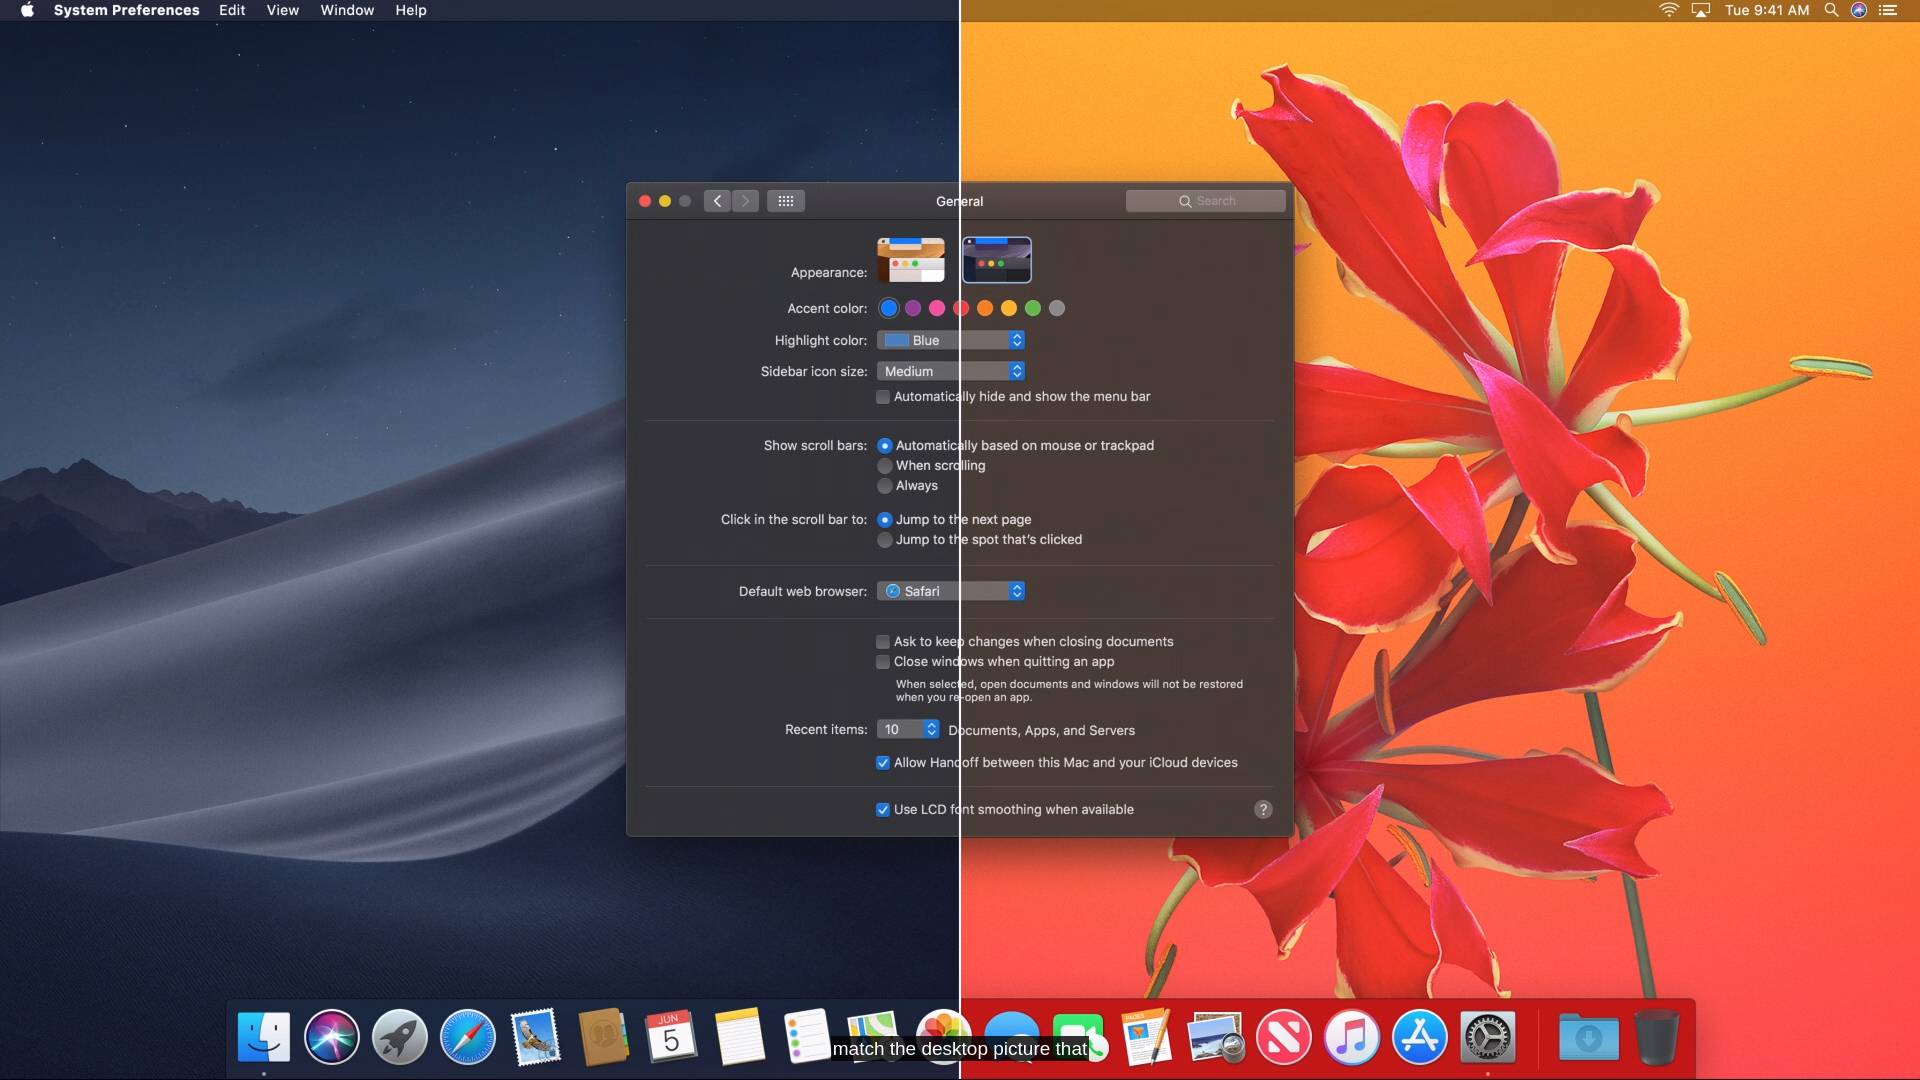 System Preferences Edit View Window Help
Tue 9:41 AM
General
Search
Appearance:
Accent color:
Highlight color: Blue
Sidebar icon size: Medium
Automatically hide and show the menu bar
Show scroll bars: Automatically based on mouse or trackpad
When scrolling
Always
Click in the scroll bar to: Jump to the next page
Jump to the spot that's clicked
Default web browser: Safari
Ask to keep changes when closing documents
Close windows when quitting an app
When selected, open documents and windows will not be restored
when you re-open an app.
Recent items: 10 Documents, Apps, and Servers
Allow Handoff between this Mac and your iCloud devices
Use LCD font smoothing when available
?
JUN
5
PAGES
match the desktop picture that